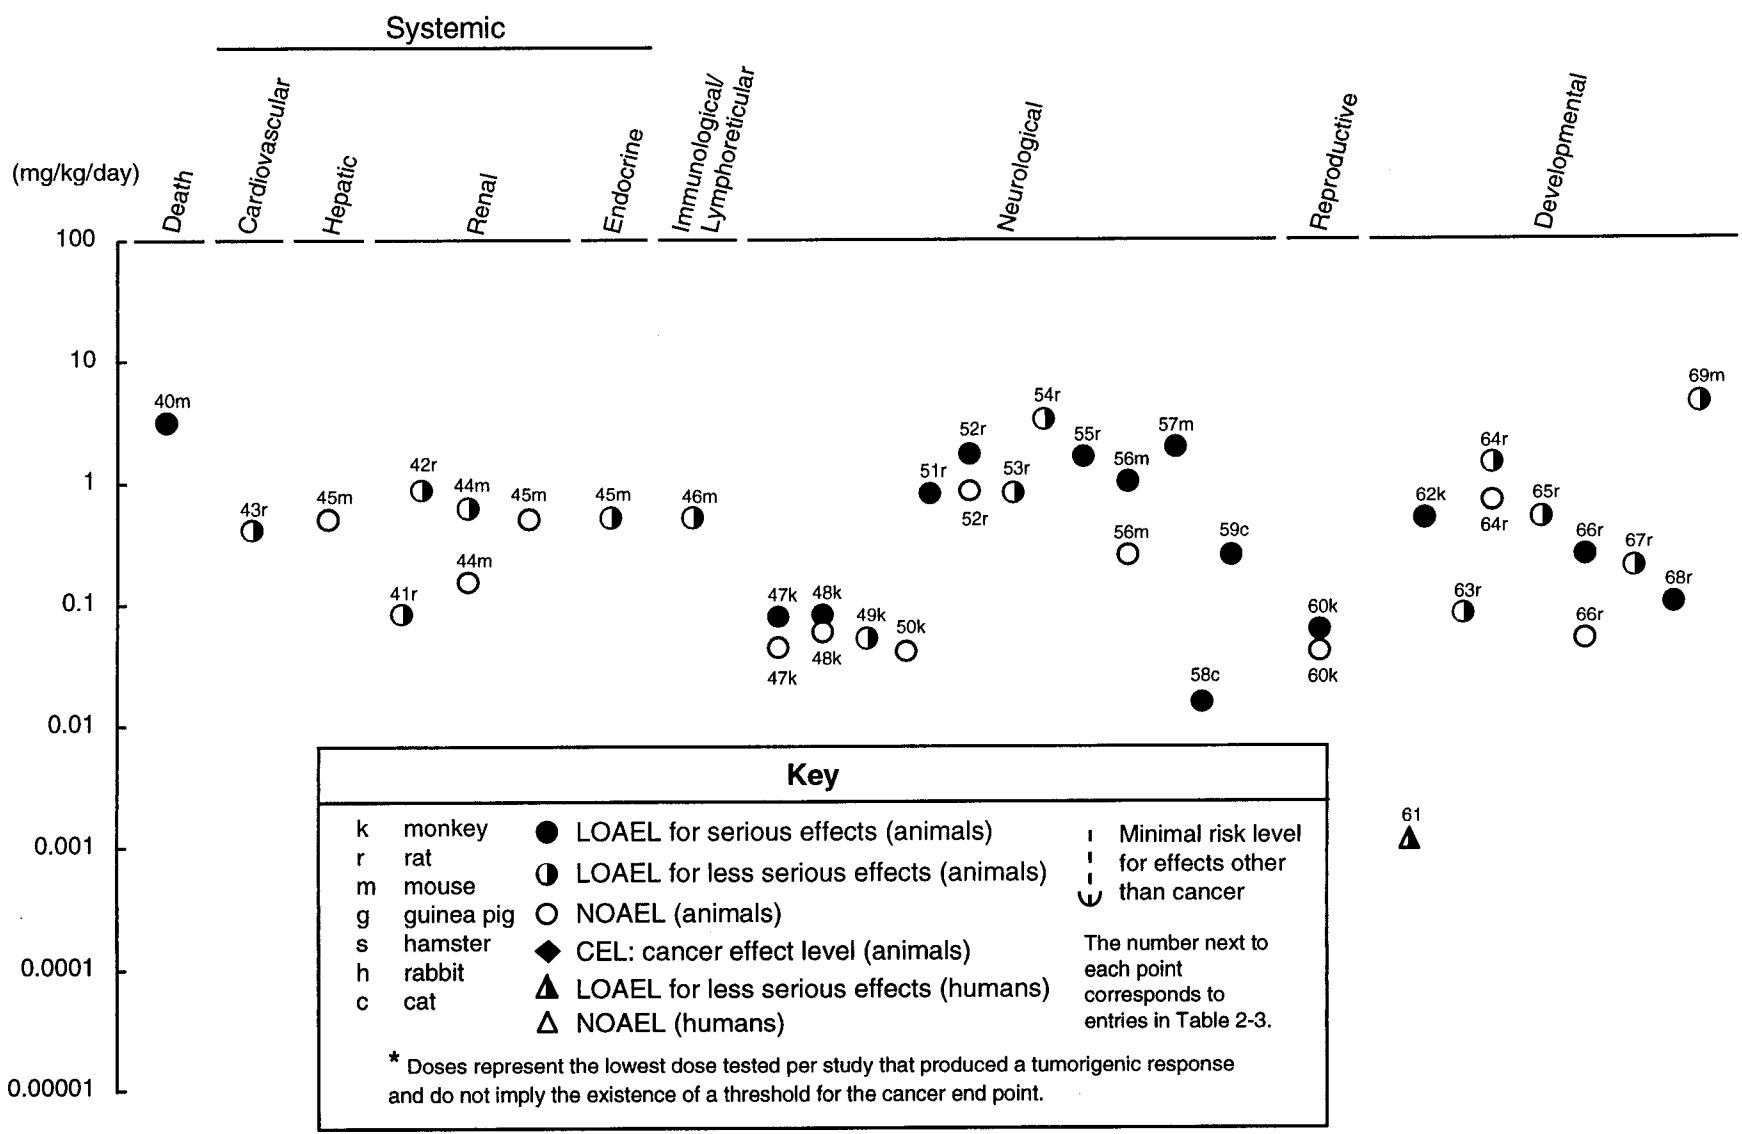 Systemic
(mg/kg/day)
Death
Cardiovascular
Hepatic
Renal
Endocrine
Immunological/
Lymphoreticular
Neurological
Reproductive
Developmental
100
10
1
0.1
0.01
0.001
0.0001
0.00001
40m
43r
45m
42r
44m
45m
41r
44m
45m
46m
47k
47k
48k
48k
49k
50k
51r
52r
52r
53r
54r
55r
56m
56m
57m
58c
59c
60k
60k
61
62k
63r
64r
64r
65r
66r
66r
67r
68r
69m
Key
k monkey
r rat
m mouse
g guinea pig
s hamster
h rabbit
c cat
LOAEL for serious effects (animals)
LOAEL for less serious effects (animals)
NOAEL (animals)
CEL: cancer effect level (animals)
LOAEL for less serious effects (humans)
NOAEL (humans)
Minimal risk level
for effects other
than cancer
The number next to
each point
corresponds to
entries in Table 2-3.
* Doses represent the lowest dose tested per study that produced a tumorigenic response
and do not imply the existence of a threshold for the cancer end point.